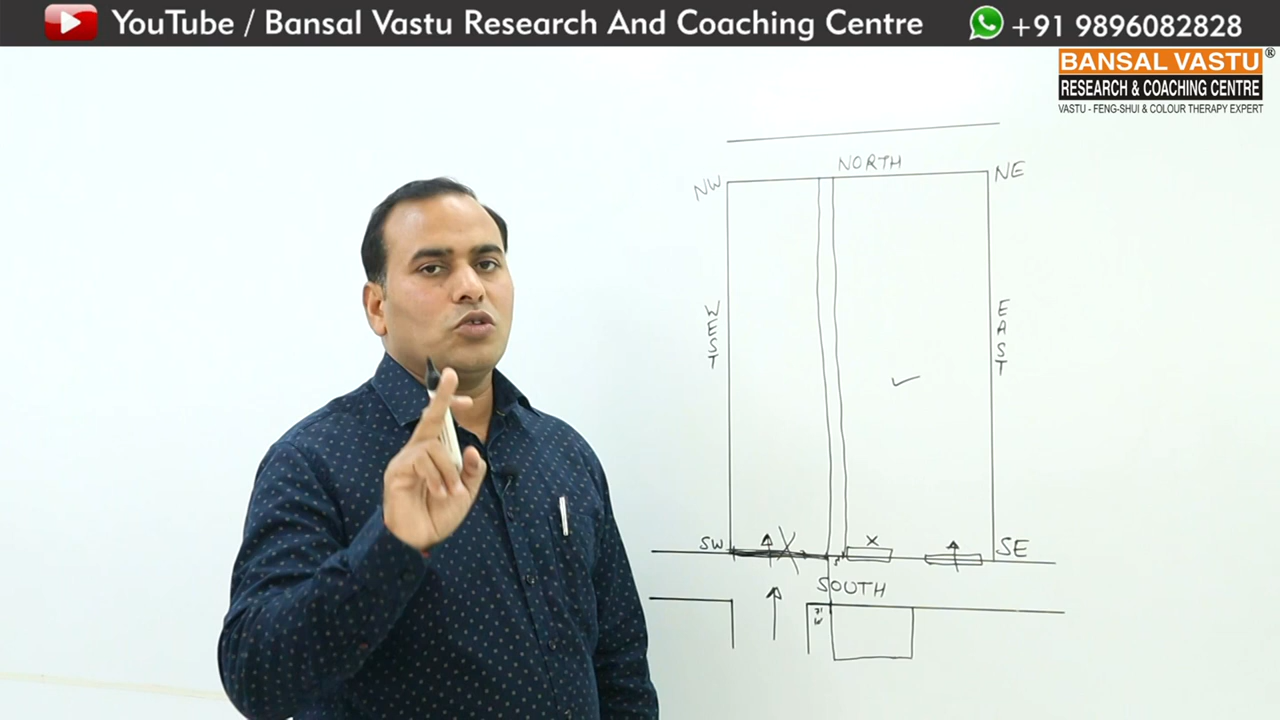 YouTube / Bansal Vastu Research And Coaching Centre
+91 9896082828
BANSAL VASTU®
RESEARCH & COACHING CENTRE
VASTU - FENG-SHUI & COLOUR THERAPY EXPERT
NORTH
NW
NE
WEST
EAST
SW
X
SE
SOUTH